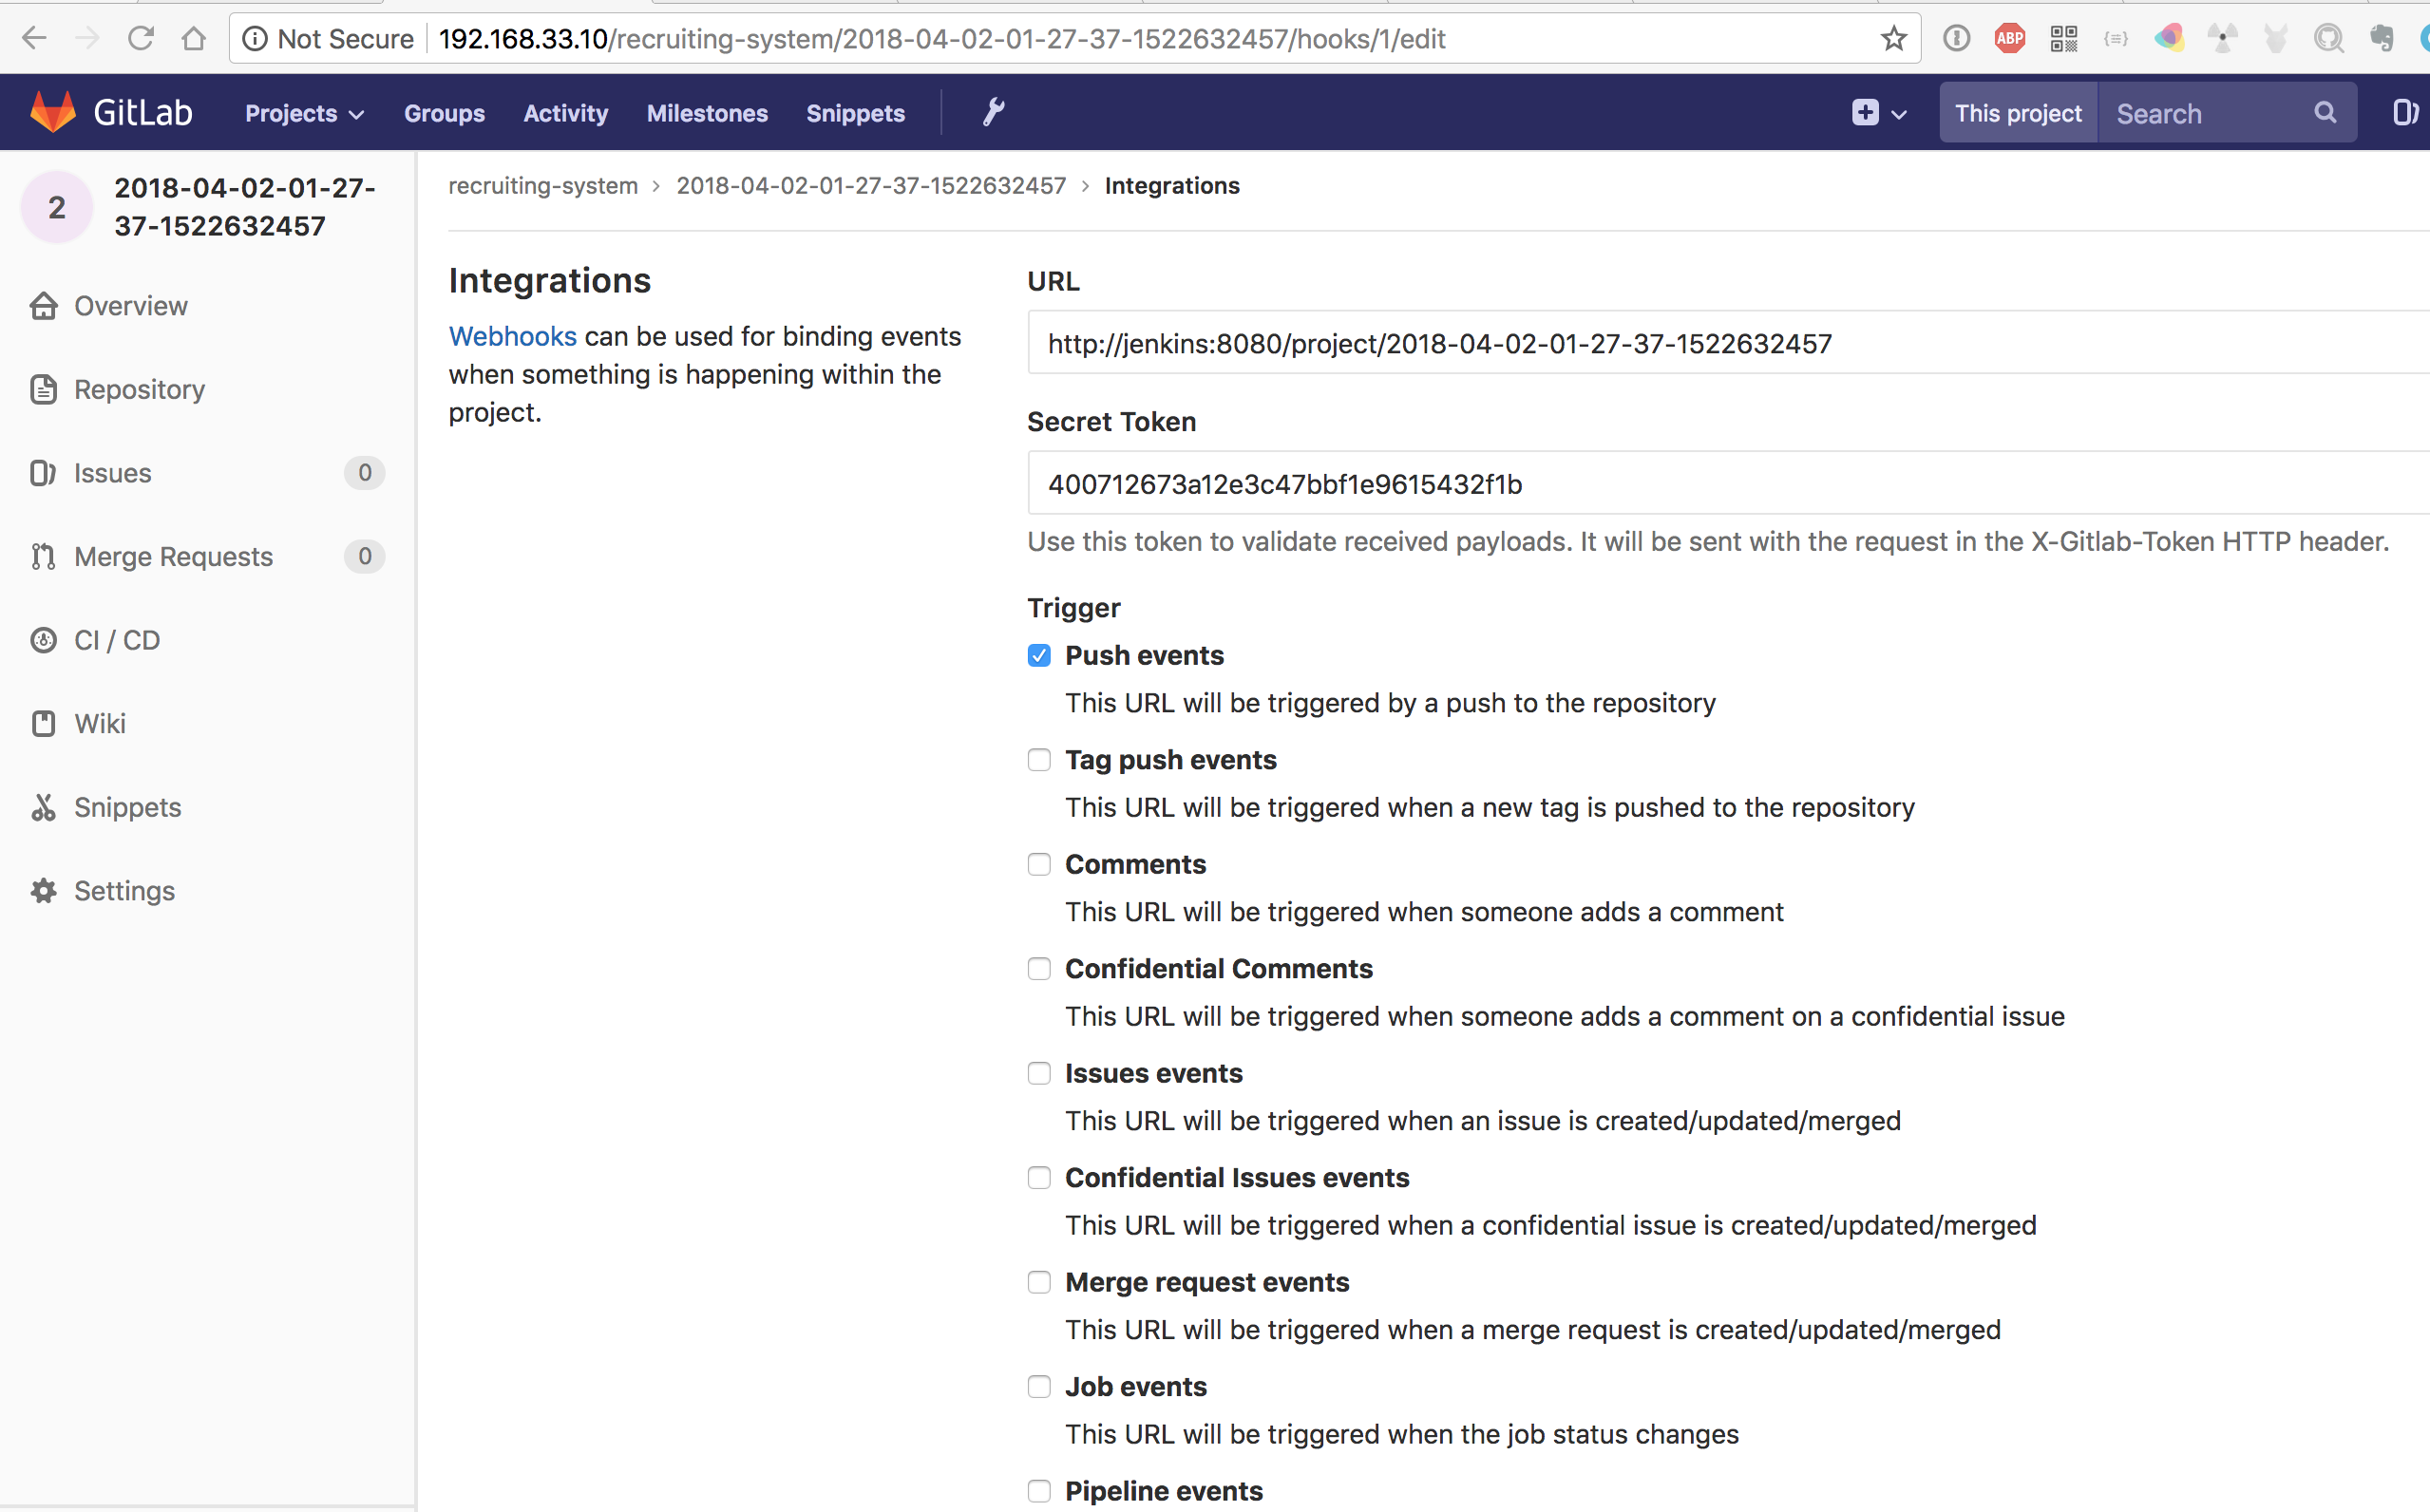 Not Secure 192.168.33.10/recruiting-system/2018-04-02-01-27-37-1522632457/hooks/1/edit
ABP
GitLab Projects Groups Activity Milestones Snippets This project Search
2 2018-04-02-01-27-
37-1522632457
Overview
Repository
Issues 0
Merge Requests 0
CI / CD
Wiki
Snippets
Settings
recruiting-system > 2018-04-02-01-27-37-1522632457 > Integrations
Integrations
Webhooks can be used for binding events
when something is happening within the
project.
URL
http://jenkins:8080/project/2018-04-02-01-27-37-1522632457
Secret Token
400712673a12e3c47bbf1e9615432f1b
Use this token to validate received payloads. It will be sent with the request in the X-Gitlab-Token HTTP header.
Trigger
Push events
This URL will be triggered by a push to the repository
Tag push events
This URL will be triggered when a new tag is pushed to the repository
Comments
This URL will be triggered when someone adds a comment
Confidential Comments
This URL will be triggered when someone adds a comment on a confidential issue
Issues events
This URL will be triggered when an issue is created/updated/merged
Confidential Issues events
This URL will be triggered when a confidential issue is created/updated/merged
Merge request events
This URL will be triggered when a merge request is created/updated/merged
Job events
This URL will be triggered when the job status changes
Pipeline events